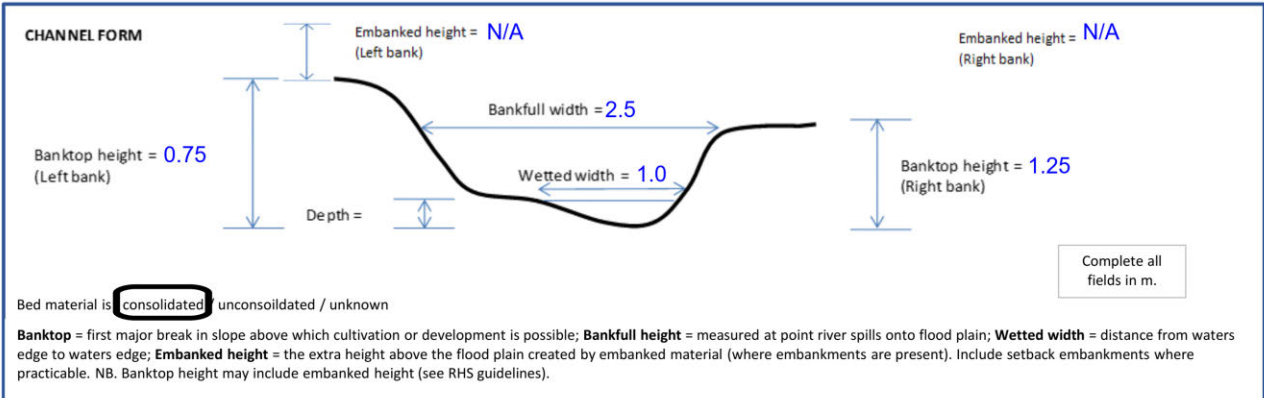 CHANNEL FORM
Embanked height = N/A
(Left bank)
Embanked height = N/A
(Right bank)
Bankfull width = 2.5
Banktop height = 0.75
(Left bank)
Wetted width = 1.0
Banktop height = 1.25
(Right bank)
Depth =
Complete all
fields in m.
Bed material is consolidated / unconsoildated / unknown
Banktop = first major break in slope above which cultivation or development is possible; Bankfull height = measured at point river spills onto flood plain; Wetted width = distance from waters
edge to waters edge; Embanked height = the extra height above the flood plain created by embanked material (where embankments are present). Include setback embankments where
practicable. NB. Banktop height may include embanked height (see RHS guidelines).